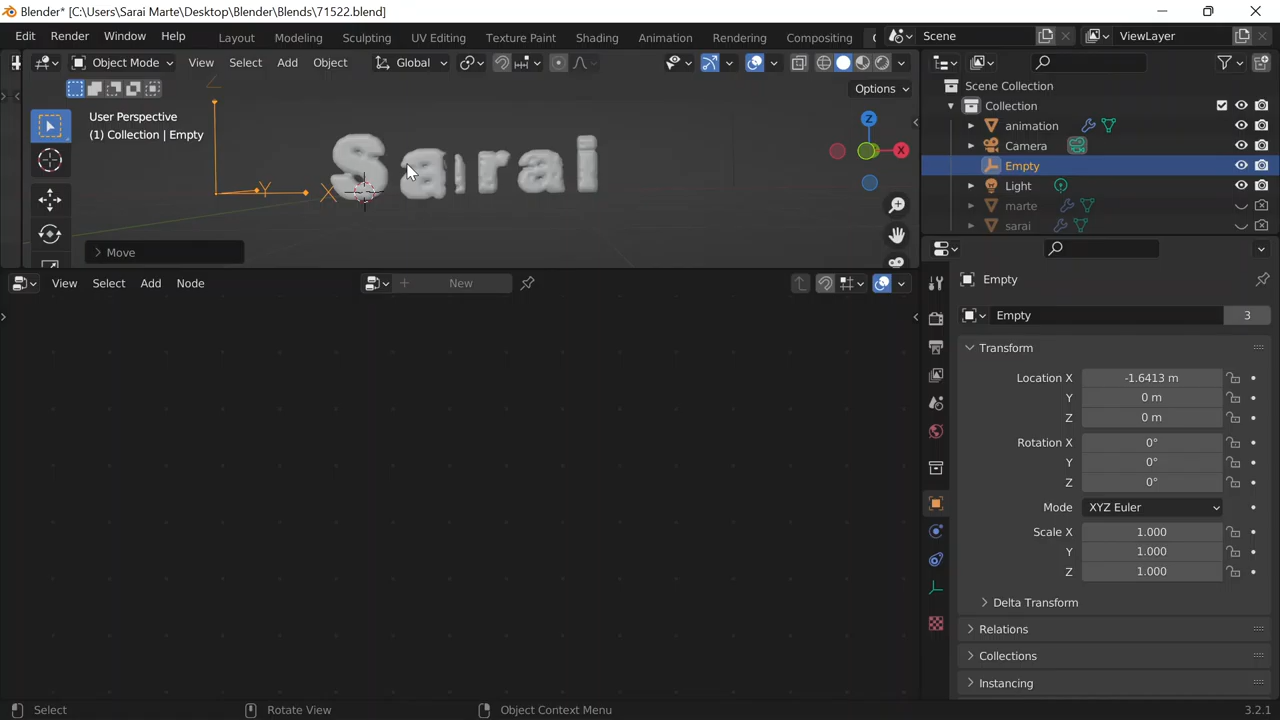 Blender* [C:\Users\Sarai Marte\Desktop\Blender\Blends\71522.blend]
Edit Render Window Help Layout Modeling Sculpting UV Editing Texture Paint Shading Animation Rendering Compositing Scene ViewLayer
Object Mode View Select Add Object Global
Options
User Perspective
(1) Collection | Empty
Z
Y
X
Sarai
Z
X
Move
Scene Collection
Collection
animation
Camera
Empty
Light
marte
sarai
View Select Add Node New
Empty
Empty 3
Transform
Location X -1.6413 m
Y 0 m
Z 0 m
Rotation X 0°
Y 0°
Z 0°
Mode XYZ Euler
Scale X 1.000
Y 1.000
Z 1.000
Delta Transform
Relations
Collections
Instancing
Select Rotate View Object Context Menu 3.2.1